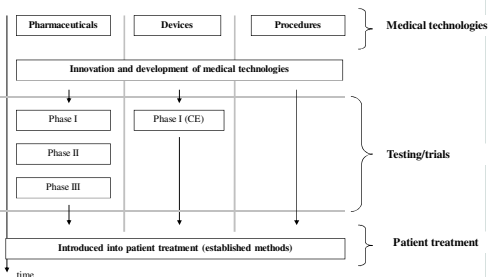 Pharmaceuticals Devices Procedures Medical technologies
Innovation and development of medical technologies
Phase I Phase I (CE)
Phase II
Testing/trials
Phase III
Patient treatment
Introduced into patient treatment (established methods)
time